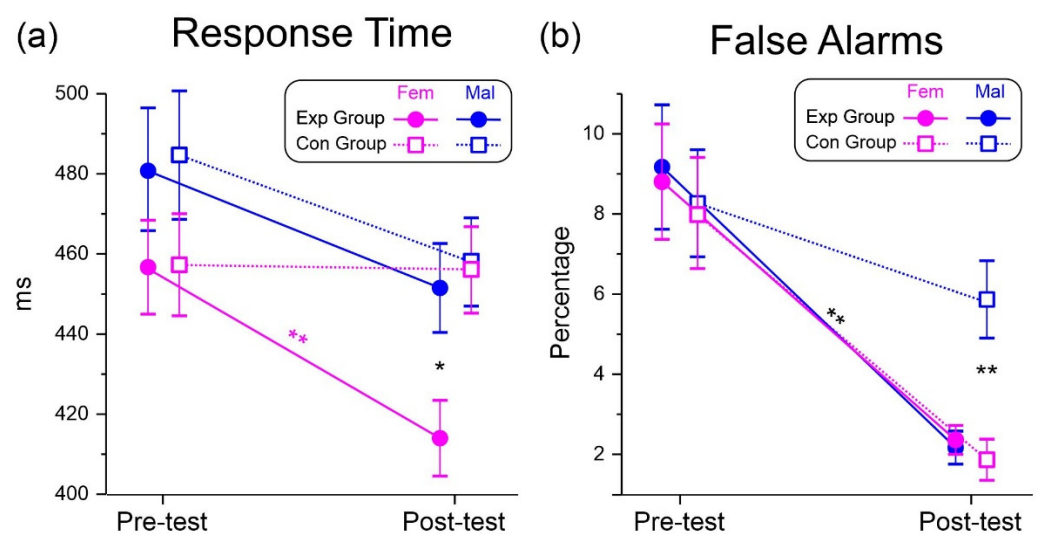 (a) Response Time
500
480
460
440
420
400
ms
Fem Mal
Exp Group
Con Group
**
*
Pre-test Post-test
(b) False Alarms
10
8
6
4
2
Percentage
Fem Mal
Exp Group
Con Group
**
**
Pre-test Post-test